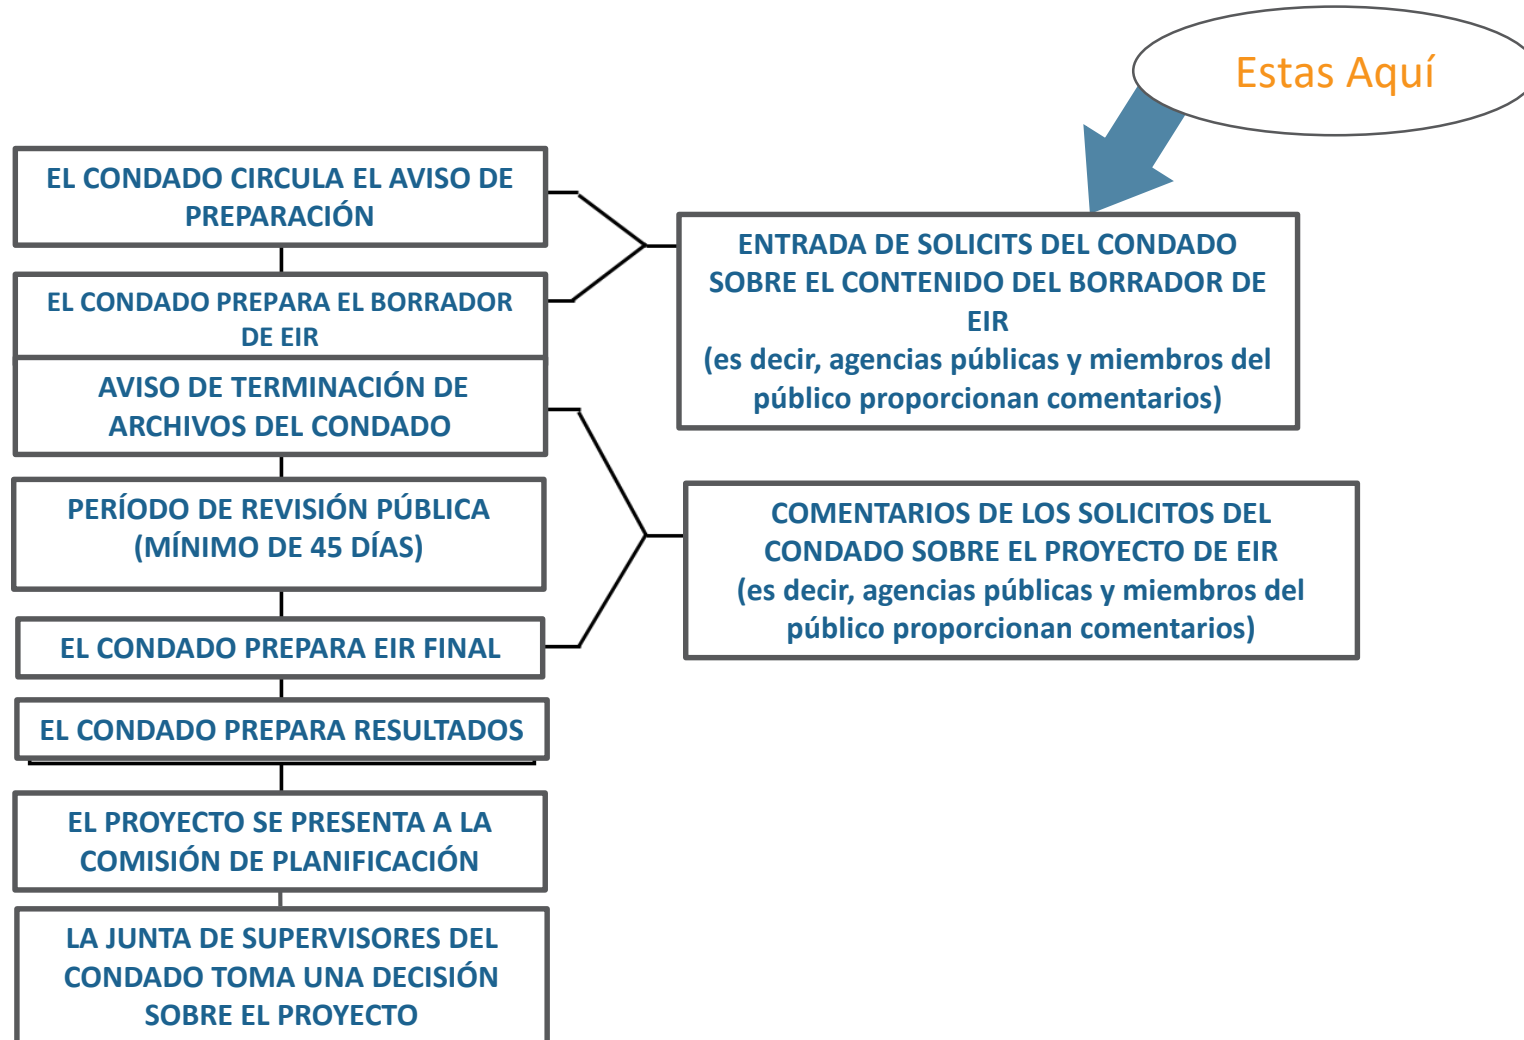 Estas Aquí
EL CONDADO CIRCULA EL AVISO DE
PREPARACIÓN
EL CONDADO PREPARA EL BORRADOR
DE EIR
AVISO DE TERMINACIÓN DE
ARCHIVOS DEL CONDADO
PERÍODO DE REVISIÓN PÚBLICA
(MÍNIMO DE 45 DÍAS)
EL CONDADO PREPARA EIR FINAL
EL CONDADO PREPARA RESULTADOS
EL PROYECTO SE PRESENTA A LA
COMISIÓN DE PLANIFICACIÓN
LA JUNTA DE SUPERVISORES DEL
CONDADO TOMA UNA DECISIÓN
SOBRE EL PROYECTO
ENTRADA DE SOLICITS DEL CONDADO
SOBRE EL CONTENIDO DEL BORRADOR DE
EIR
(es decir, agencias públicas y miembros del
público proporcionan comentarios)
COMENTARIOS DE LOS SOLICITOS DEL
CONDADO SOBRE EL PROYECTO DE EIR
(es decir, agencias públicas y miembros del
público proporcionan comentarios)